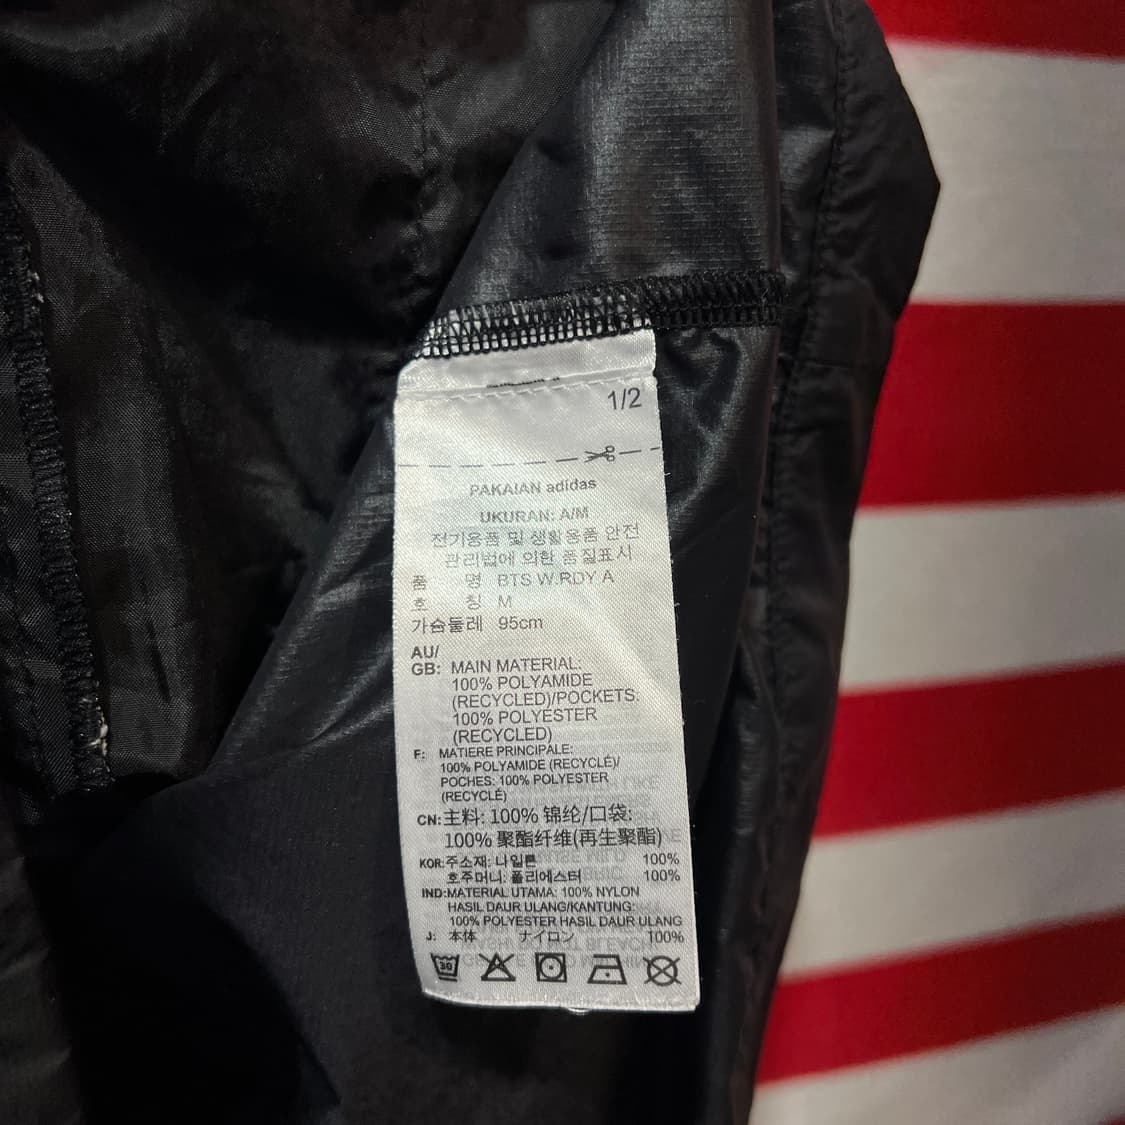 1/2
PAKAIAN adidas
UKURAN: A/M
전기용품 및 생활용품 안전
관리법에 의한 품질표시
품 명 BTS W.RDY A
호 칭 M
가슴둘레 95cm
AU/
GB: MAIN MATERIAL:
100% POLYAMIDE
(RECYCLED)/POCKETS:
100% POLYESTER
(RECYCLED)
F: MATIERE PRINCIPALE:
100% POLYAMIDE (RECYCLÉ)/
POCHES: 100% POLYESTER
(RECYCLÉ)
CN: 主料: 100% 锦纶/口袋:
100% 聚酯纤维(再生聚酯)
KOR: 주소재: 나일론 100%
호주머니: 폴리에스터 100%
IND: MATERIAL UTAMA: 100% NYLON
HASIL DAUR ULANG/KANTUNG:
100% POLYESTER HASIL DAUR ULANG
J: 本体 ナイロン 100%
30